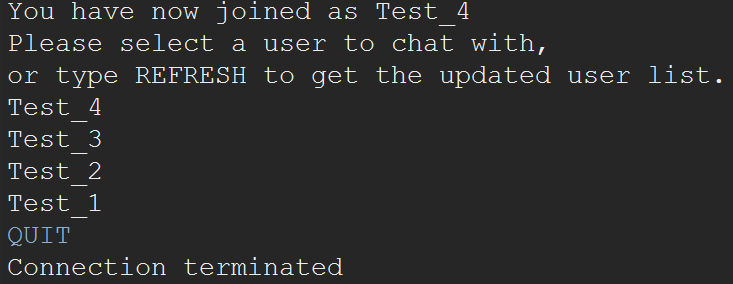 You have now joined as Test_4
Please select a user to chat with,
or type REFRESH to get the updated user list.
Test_4
Test_3
Test_2
Test_1
QUIT
Connection terminated